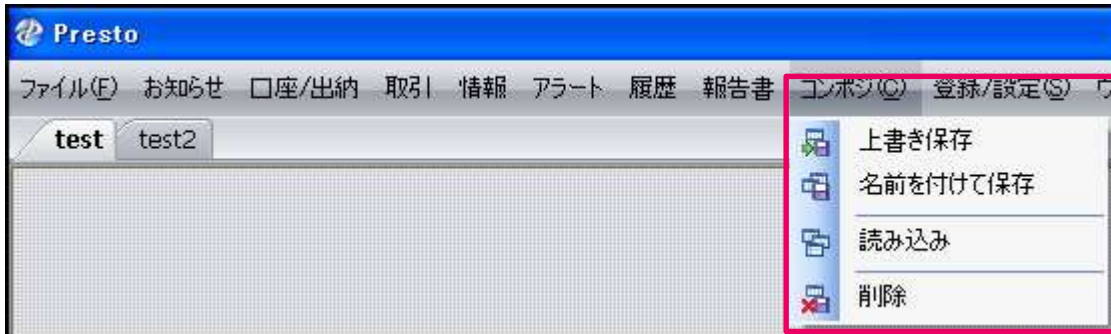 Presto
ファイル(F) お知らせ 口座/出納 取引 情報 アラート 履歴 報告書 コンポジ(C) 登録/設定(S) ウ
test test2
上書き保存
名前を付けて保存
読み込み
削除